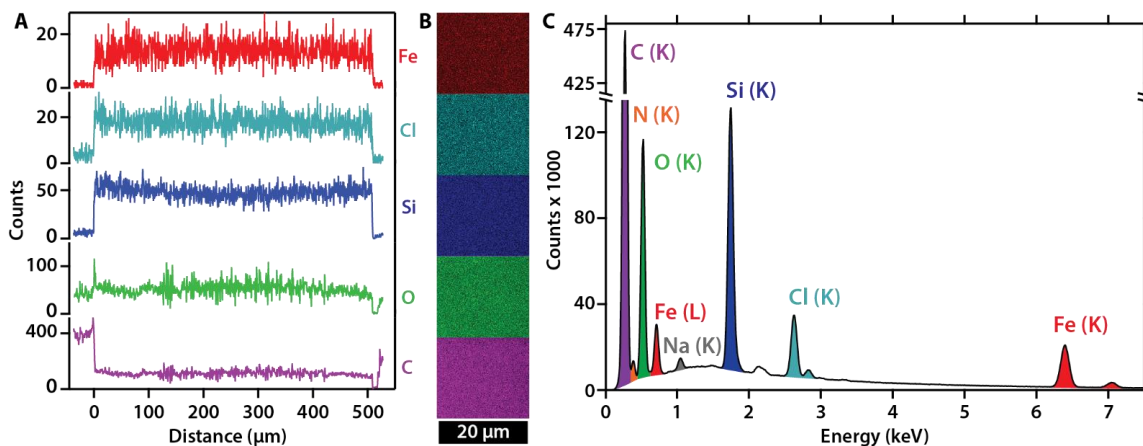 A
Counts
20
0
Fe
20
0
Cl
50
0
Si
100
0
O
400
200
0
C
0 100 200 300 400 500
Distance (µm)
B
20 µm
C
Counts x 1000
475
425
120
80
40
0
C (K)
N (K)
O (K)
Fe (L)
Na (K)
Si (K)
Cl (K)
Fe (K)
0 1 2 3 4 5 6 7
Energy (keV)